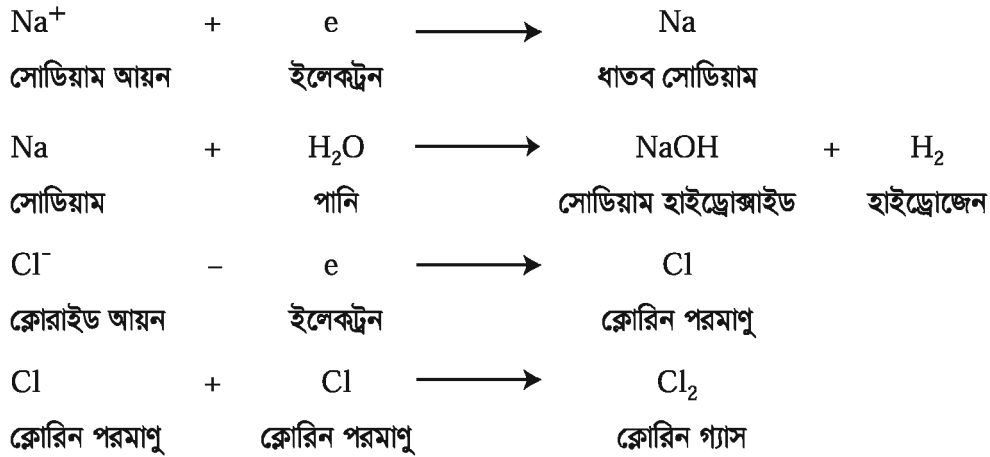 Na⁺ + e ⟶ Na
সোডিয়াম আয়ন ইলেকট্রন ধাতব সোডিয়াম
Na + H₂O ⟶ NaOH + H₂
সোডিয়াম পানি সোডিয়াম হাইড্রোক্সাইড হাইড্রোজেন
Cl⁻ – e ⟶ Cl
ক্লোরাইড আয়ন ইলেকট্রন ক্লোরিন পরমাণু
Cl + Cl ⟶ Cl₂
ক্লোরিন পরমাণু ক্লোরিন পরমাণু ক্লোরিন গ্যাস